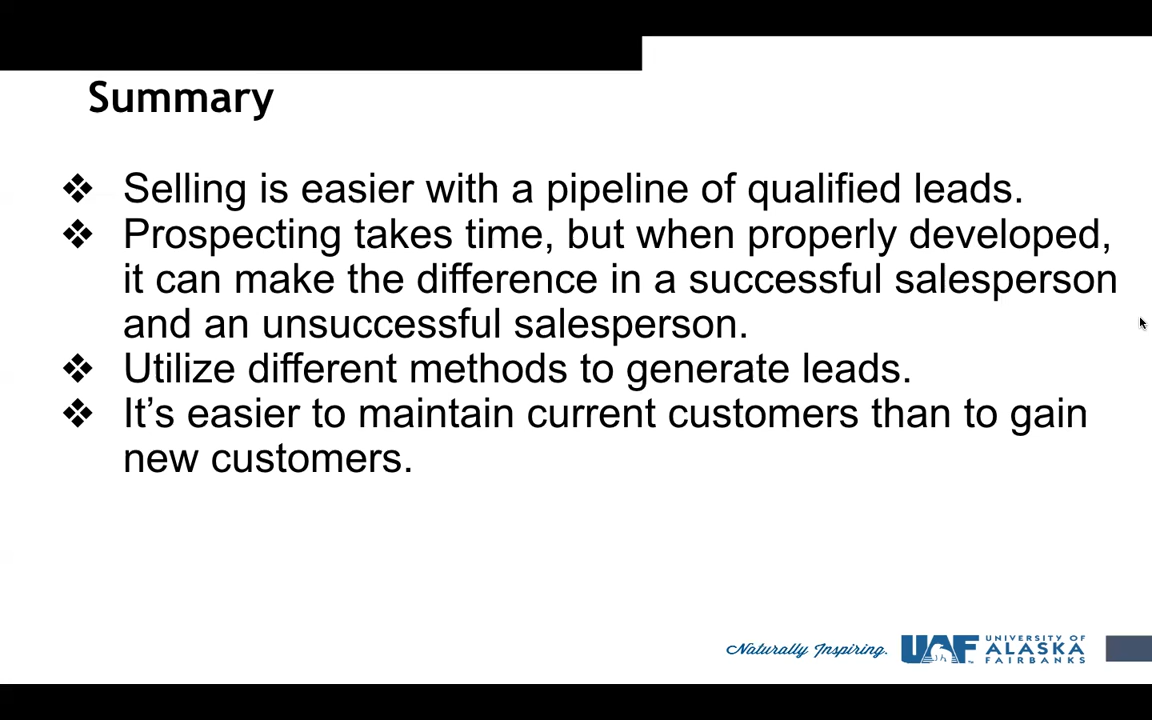 Summary
❖ Selling is easier with a pipeline of qualified leads.
❖ Prospecting takes time, but when properly developed,
it can make the difference in a successful salesperson
and an unsuccessful salesperson.
❖ Utilize different methods to generate leads.
❖ It’s easier to maintain current customers than to gain
new customers.
Naturally Inspiring.
UAF
UNIVERSITY OF
ALASKA
FAIRBANKS